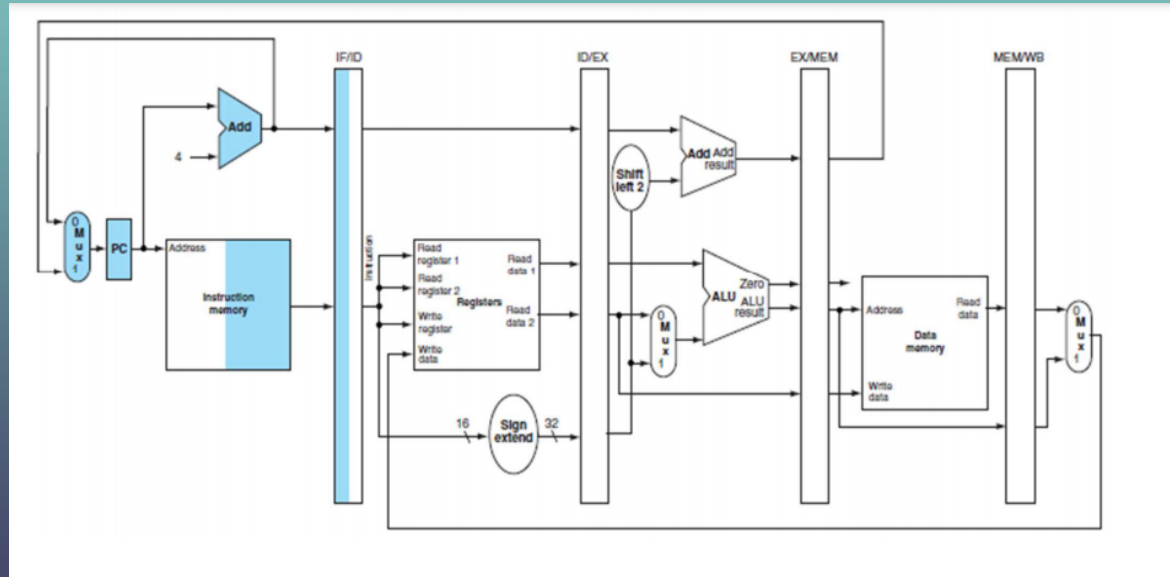 IF/ID
ID/EX
EX/MEM
MEM/WB
Add
4
0
M
u
x
1
PC
Address
Instruction
memory
Instruction
Read
register 1
Read
register 2
Write
register
Write
data
Registers
Read
data 1
Read
data 2
16
Sign
extend
32
Shift
left 2
Add Add
result
0
M
u
x
1
Zero
ALU ALU
result
Address
Data
memory
Read
data
Write
data
0
M
u
x
1